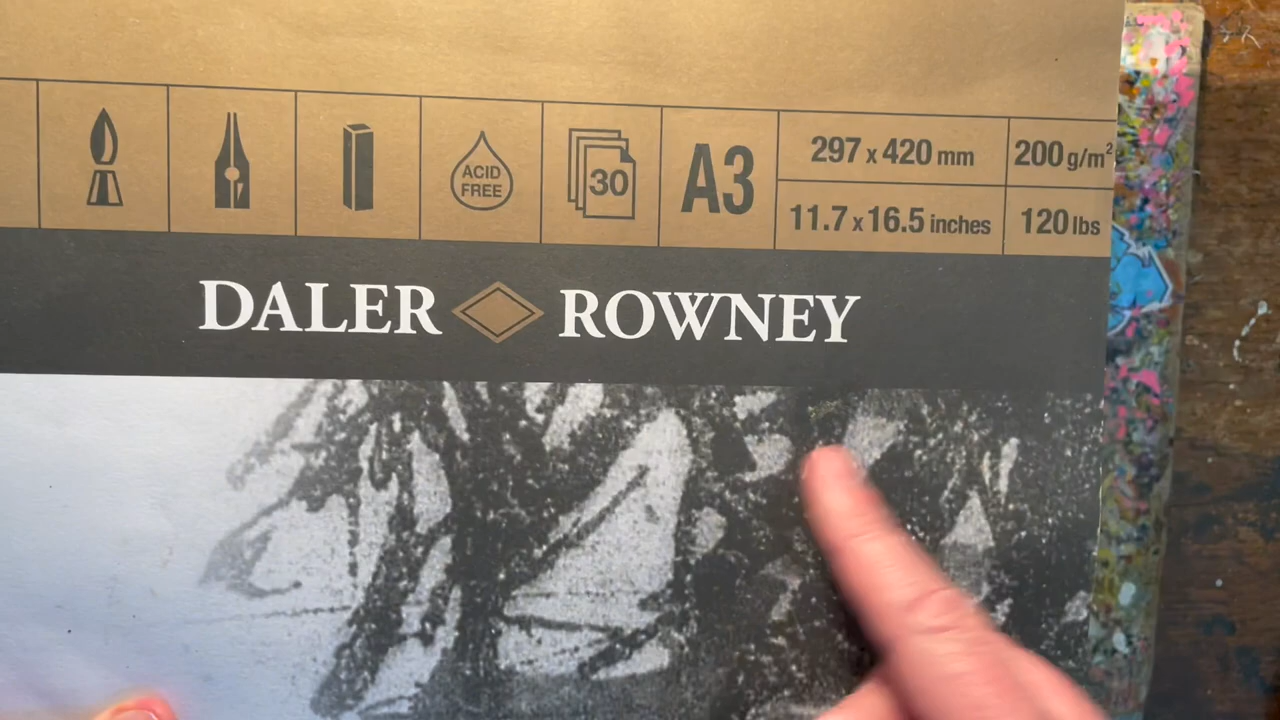 ACID
FREE
30
A3
297 x 420 mm
200 g/m²
11.7 x 16.5 inches
120 lbs
DALER ROWNEY